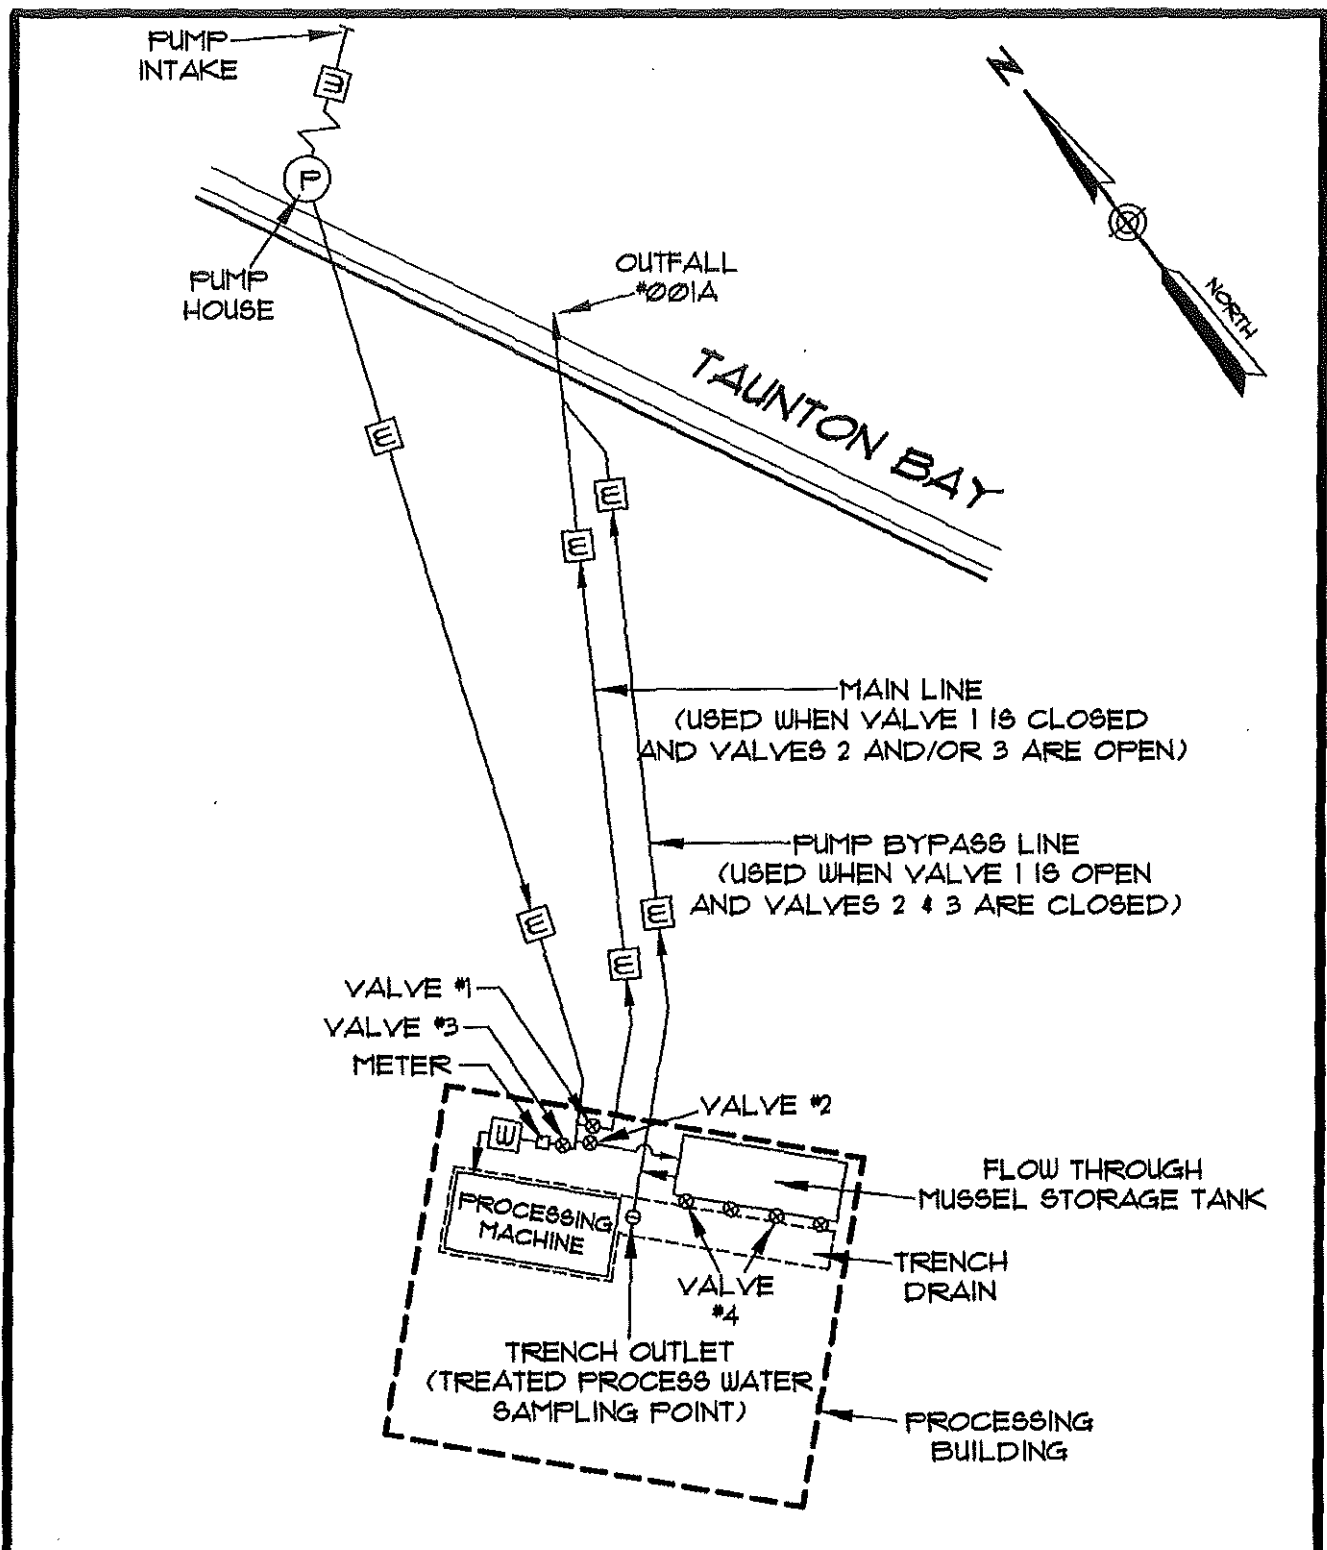 PUMP
INTAKE
W
P
PUMP
HOUSE
N
NORTH
OUTFALL
#001A
TAUNTON BAY
W
W
W
MAIN LINE
(USED WHEN VALVE 1 IS CLOSED
AND VALVES 2 AND/OR 3 ARE OPEN)
PUMP BYPASS LINE
(USED WHEN VALVE 1 IS OPEN
AND VALVES 2 & 3 ARE CLOSED)
W
W
W
VALVE #1
VALVE #3
METER
VALVE #2
W
FLOW THROUGH
MUSSEL STORAGE TANK
PROCESSING
MACHINE
TRENCH
DRAIN
VALVE
#4
TRENCH OUTLET
(TREATED PROCESS WATER
SAMPLING POINT)
PROCESSING
BUILDING